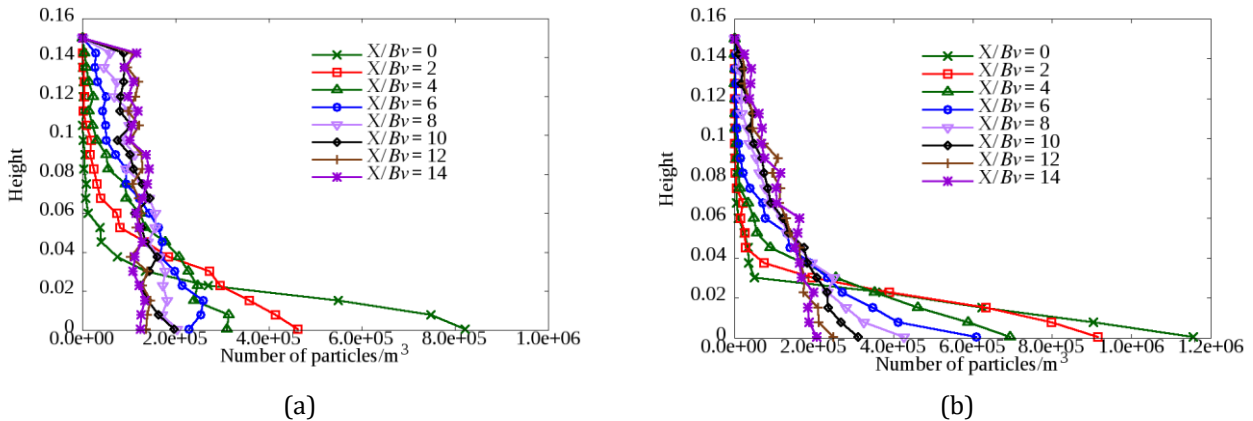 0.16
0.14
0.12
0.1
0.08
0.06
0.04
0.02
0
Height
X/Bv = 0
X/Bv = 2
X/Bv = 4
X/Bv = 6
X/Bv = 8
X/Bv = 10
X/Bv = 12
X/Bv = 14
0.0e+00 2.0e+05 4.0e+05 6.0e+05 8.0e+05 1.0e+06
Number of particles/m³
(a)
0.16
0.14
0.12
0.1
0.08
0.06
0.04
0.02
0
Height
X/Bv = 0
X/Bv = 2
X/Bv = 4
X/Bv = 6
X/Bv = 8
X/Bv = 10
X/Bv = 12
X/Bv = 14
0.0e+00 2.0e+05 4.0e+05 6.0e+05 8.0e+05 1.0e+06 1.2e+06
Number of particles/m³
(b)